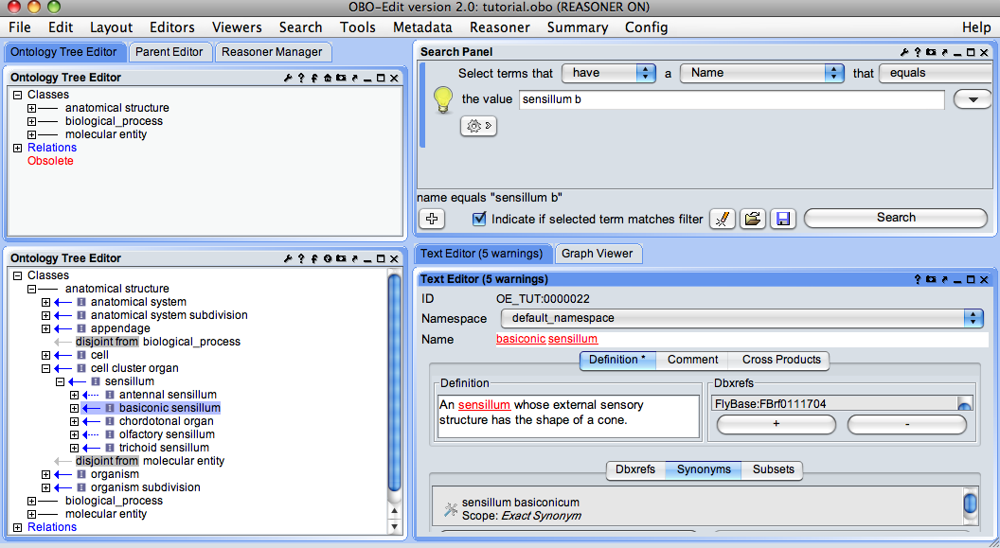 OBO-Edit version 2.0: tutorial.obo (REASONER ON)
File Edit Layout Editors Viewers Search Tools Metadata Reasoner Summary Config Help
Ontology Tree Editor Parent Editor Reasoner Manager
Ontology Tree Editor
Classes
anatomical structure
biological_process
molecular entity
Relations
Obsolete
Ontology Tree Editor
Classes
anatomical structure
anatomical system
anatomical system subdivision
appendage
disjoint from biological_process
cell
cell cluster organ
sensillum
antennal sensillum
basiconic sensillum
chordotonal organ
olfactory sensillum
trichoid sensillum
disjoint from molecular entity
organism
organism subdivision
biological_process
molecular entity
Relations
Search Panel
Select terms that have a Name that equals
the value sensillum b
name equals "sensillum b"
Indicate if selected term matches filter Search
Text Editor (5 warnings) Graph Viewer
Text Editor (5 warnings)
ID OE_TUT:0000022
Namespace default_namespace
Name basiconic sensillum
Definition * Comment Cross Products
Definition
An sensillum whose external sensory
structure has the shape of a cone.
Dbxrefs
FlyBase:FBrf0111704
+ -
Dbxrefs Synonyms Subsets
sensillum basiconicum
Scope: Exact Synonym